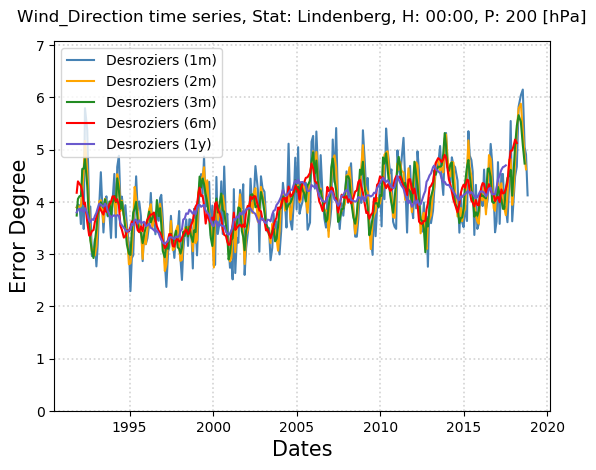 Wind_Direction time series, Stat: Lindenberg, H: 00:00, P: 200 [hPa]
7
6
5
4
3
2
1
0
Error Degree
Desroziers (1m)
Desroziers (2m)
Desroziers (3m)
Desroziers (6m)
Desroziers (1y)
1995 2000 2005 2010 2015 2020
Dates